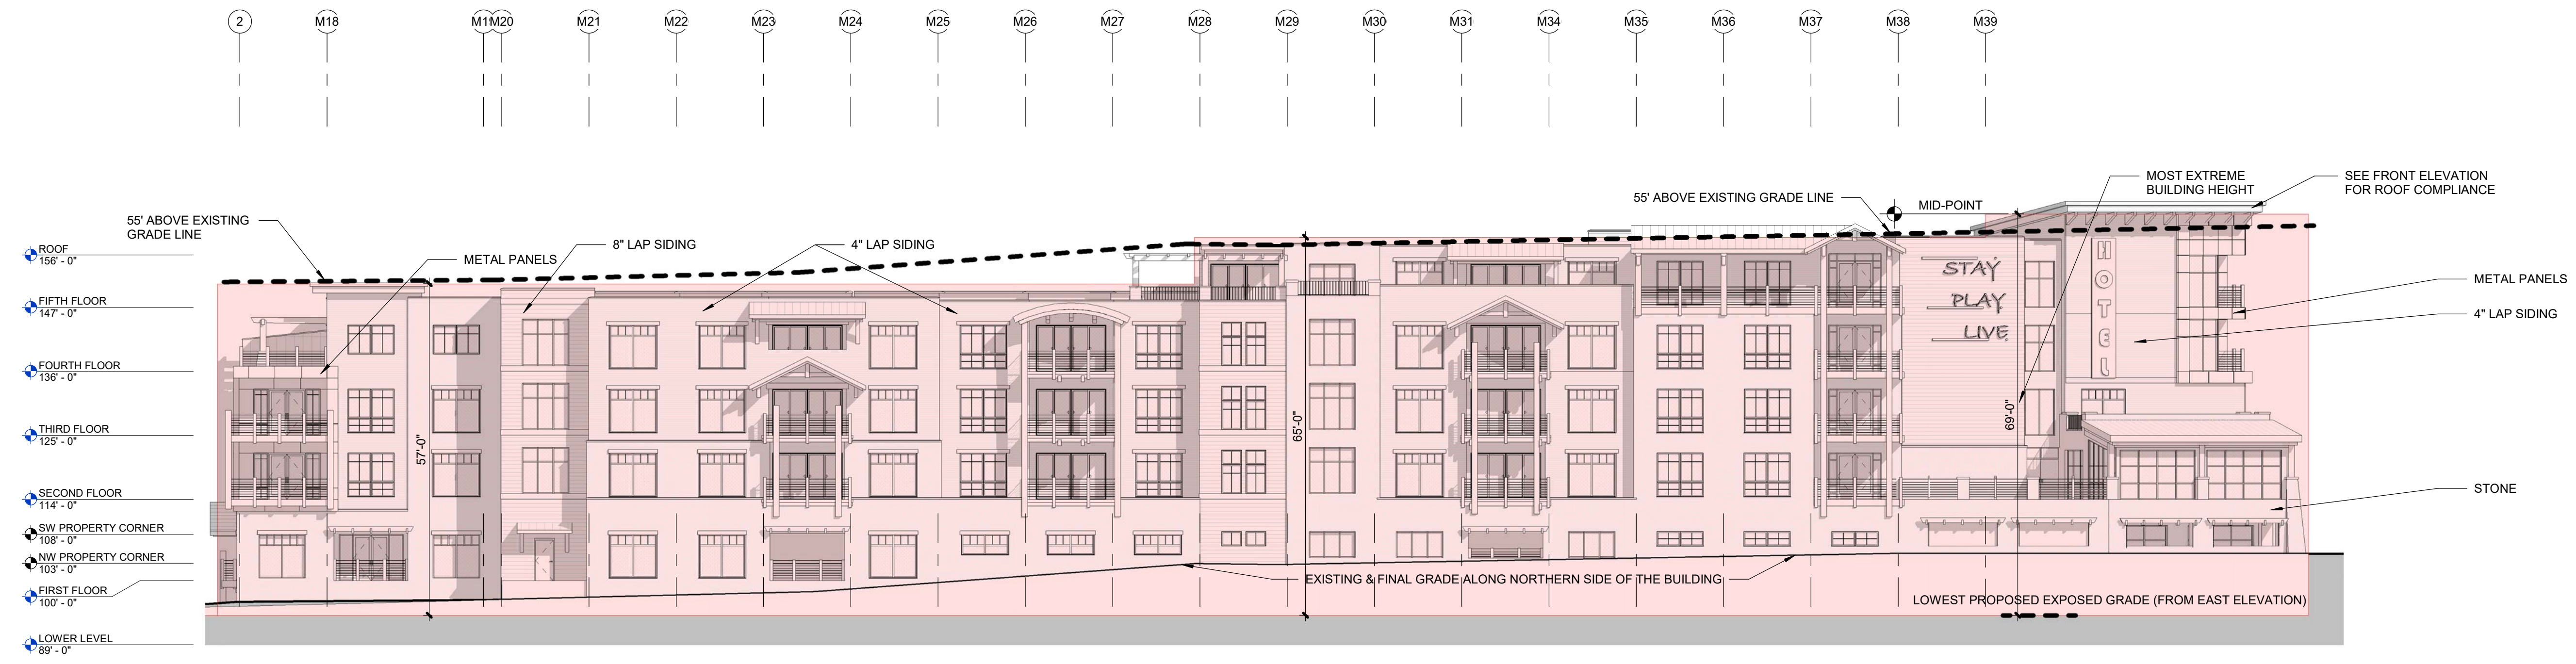 2
M18
M1
M20
M21
M22
M23
M24
M25
M26
M27
M28
M29
M30
M31
M34
M35
M36
M37
M38
M39
MOST EXTREME
BUILDING HEIGHT
SEE FRONT ELEVATION
FOR ROOF COMPLIANCE
55' ABOVE EXISTING GRADE LINE
MID-POINT
55' ABOVE EXISTING
GRADE LINE
8" LAP SIDING
4" LAP SIDING
METAL PANELS
ROOF
156' - 0"
FIFTH FLOOR
147' - 0"
FOURTH FLOOR
136' - 0"
THIRD FLOOR
125' - 0"
SECOND FLOOR
114' - 0"
SW PROPERTY CORNER
108' - 0"
NW PROPERTY CORNER
103' - 0"
FIRST FLOOR
100' - 0"
LOWER LEVEL
89' - 0"
57'-0"
65'-0"
69'-0"
STAY
PLAY
LIVE
HOTEL
METAL PANELS
4" LAP SIDING
STONE
EXISTING & FINAL GRADE ALONG NORTHERN SIDE OF THE BUILDING
LOWEST PROPOSED EXPOSED GRADE (FROM EAST ELEVATION)